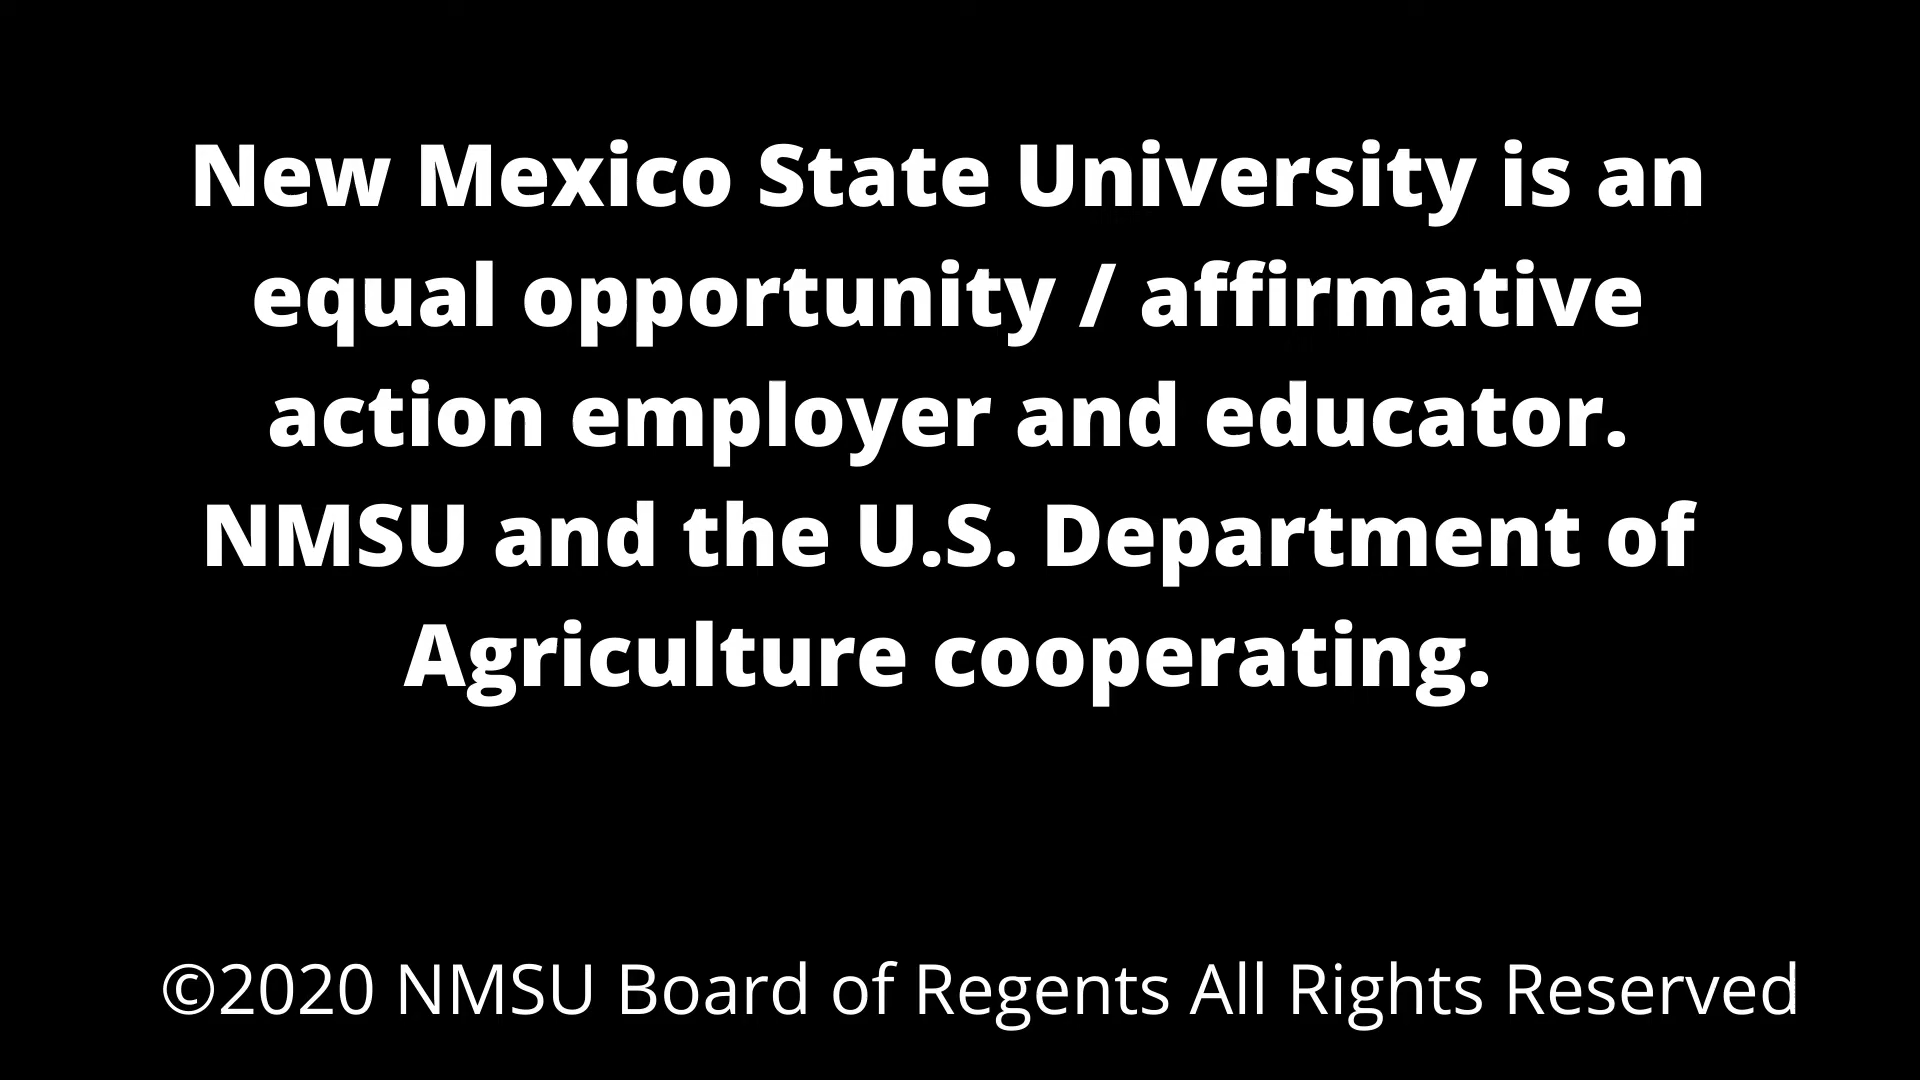 New Mexico State University is an
equal opportunity / affirmative
action employer and educator.
NMSU and the U.S. Department of
Agriculture cooperating.
©2020 NMSU Board of Regents All Rights Reserved